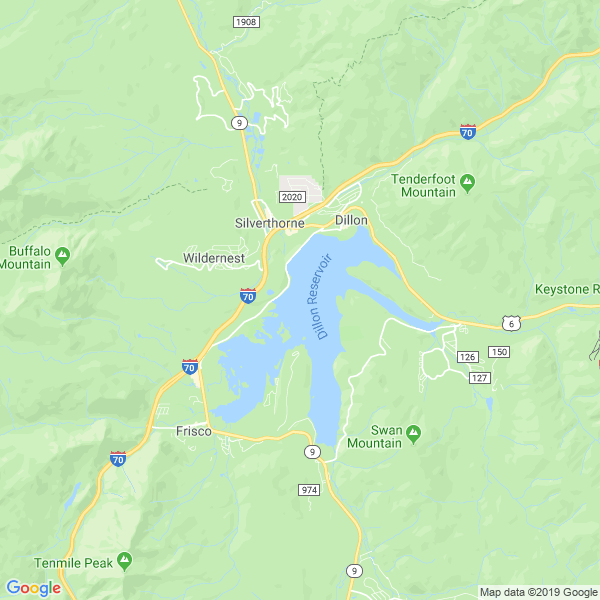 1908
9
70
Tenderfoot
Mountain
2020
Silverthorne
Dillon
Buffalo
Mountain
Wildernest
Dillon Reservoir
Keystone R
70
6
150
126
70
127
Frisco
Swan
Mountain
9
70
974
Tenmile Peak
9
Google
Map data ©2019 Google